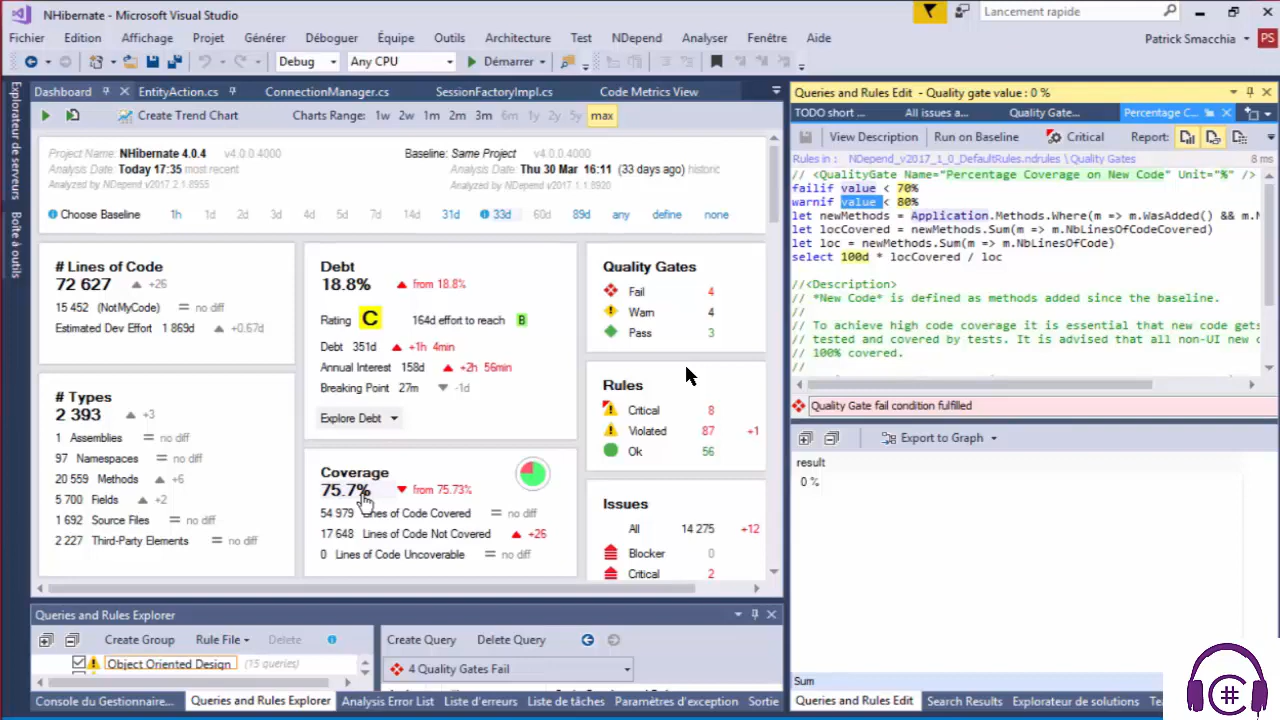 NHibernate - Microsoft Visual Studio
Lancement rapide
Fichier Edition Affichage Projet Générer Déboguer Équipe Outils Architecture Test NDepend Analyser Fenêtre Aide
Patrick Smacchia PS
Debug Any CPU Démarrer
Explorateur de serveurs
Boîte à outils
Dashboard EntityAction.cs ConnectionManager.cs SessionFactoryImpl.cs Code Metrics View
Create Trend Chart Charts Range: 1w 2w 1m 2m 3m 6m 1y 2y 5y max
Project Name: NHibernate 4.0.4 v4.0.0.4000
Analysis Date: Today 17:35 most recent
Analyzed by NDepend v2017.2.1.8955
Baseline: Same Project v4.0.0.4000
Analysis Date: Thu 30 Mar 16:11 (33 days ago) historic
Analyzed by NDepend v2017.1.1.8920
Choose Baseline 1h 1d 2d 3d 4d 5d 7d 14d 31d 33d 60d 89d any define none
# Lines of Code
72 627 +26
15 452 (NotMyCode) no diff
Estimated Dev Effort 1 869d +0.67d
# Types
2 393 +3
1 Assemblies no diff
97 Namespaces no diff
20 559 Methods +6
5 700 Fields +2
1 692 Source Files no diff
2 227 Third-Party Elements no diff
Debt
18.8% from 18.8%
Rating C 164d effort to reach B
Debt 351d +1h 4min
Annual Interest 158d +2h 56min
Breaking Point 27m -1d
Explore Debt
Coverage
75.7% from 75.73%
54 979 Lines of Code Covered no diff
17 648 Lines of Code Not Covered +26
0 Lines of Code Uncoverable no diff
Quality Gates
Fail 4
Warn 4
Pass 3
Rules
Critical 8
Violated 87 +1
Ok 56
Issues
All 14 275 +12
Blocker 0
Critical 2
Queries and Rules Edit - Quality gate value : 0 %
TODO short ... All issues a... Quality Gate... Percentage C...
View Description Run on Baseline Critical Report:
Rules in : NDepend_v2017_1_0_DefaultRules.ndrules \ Quality Gates 8 ms
// <QualityGate Name="Percentage Coverage on New Code" Unit="%" />
failif value < 70%
warnif value < 80%
let newMethods = Application.Methods.Where(m => m.WasAdded() && m.N
let locCovered = newMethods.Sum(m => m.NbLinesOfCodeCovered)
let loc = newMethods.Sum(m => m.NbLinesOfCode)
select 100d * locCovered / loc
//<Description>
// *New Code* is defined as methods added since the baseline.
//
// To achieve high code coverage it is essential that new code gets
// tested and covered by tests. It is advised that all non-UI new c
// 100% covered.
//
Quality Gate fail condition fulfilled
Export to Graph
result
0 %
Sum
Queries and Rules Explorer
Create Group Rule File Delete
Object Oriented Design (15 queries)
Create Query Delete Query
4 Quality Gates Fail
Console du Gestionnaire... Queries and Rules Explorer Analysis Error List Liste d'erreurs Liste de tâches Paramètres d'exception Sortie
Queries and Rules Edit Search Results Explorateur de solutions Te
C#